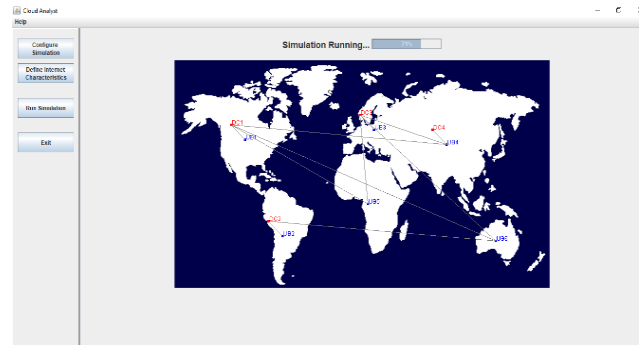 Cloud Analyst
Help
Configure
Simulation
Define Internet
Characteristics
Run Simulation
Exit
Simulation Running...
DC1
UB1
UB3
DC4
UB4
UB5
DC2
UB2
UB6